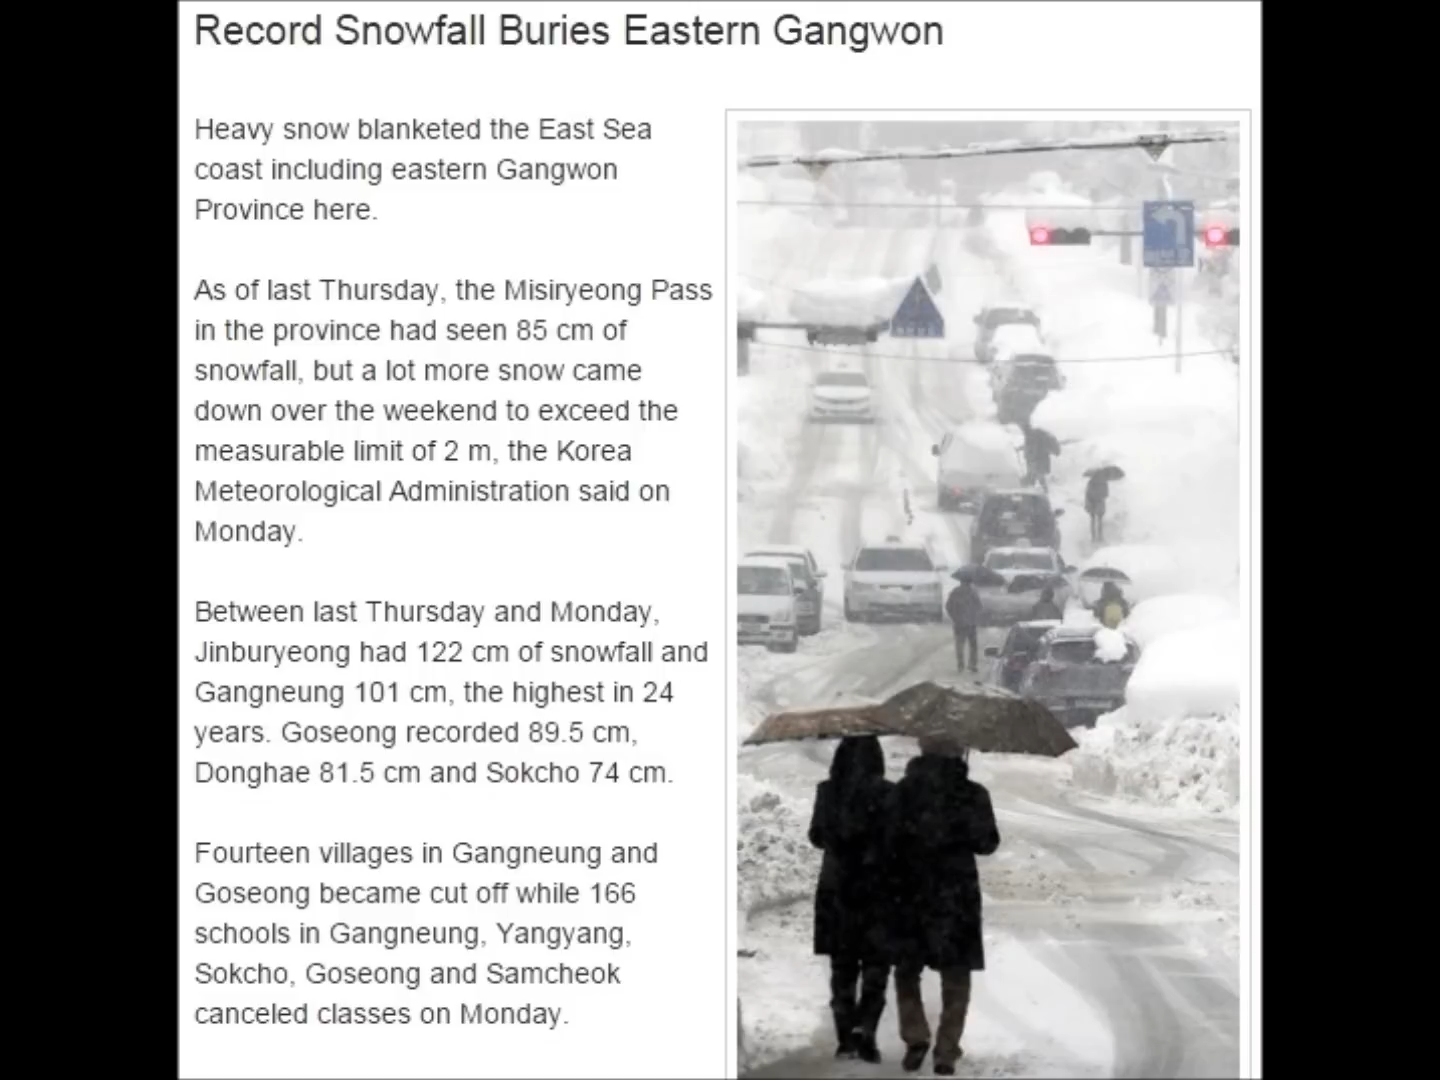 Record Snowfall Buries Eastern Gangwon
Heavy snow blanketed the East Sea
coast including eastern Gangwon
Province here.
As of last Thursday, the Misiryeong Pass
in the province had seen 85 cm of
snowfall, but a lot more snow came
down over the weekend to exceed the
measurable limit of 2 m, the Korea
Meteorological Administration said on
Monday.
Between last Thursday and Monday,
Jinburyeong had 122 cm of snowfall and
Gangneung 101 cm, the highest in 24
years. Goseong recorded 89.5 cm,
Donghae 81.5 cm and Sokcho 74 cm.
Fourteen villages in Gangneung and
Goseong became cut off while 166
schools in Gangneung, Yangyang,
Sokcho, Goseong and Samcheok
canceled classes on Monday.